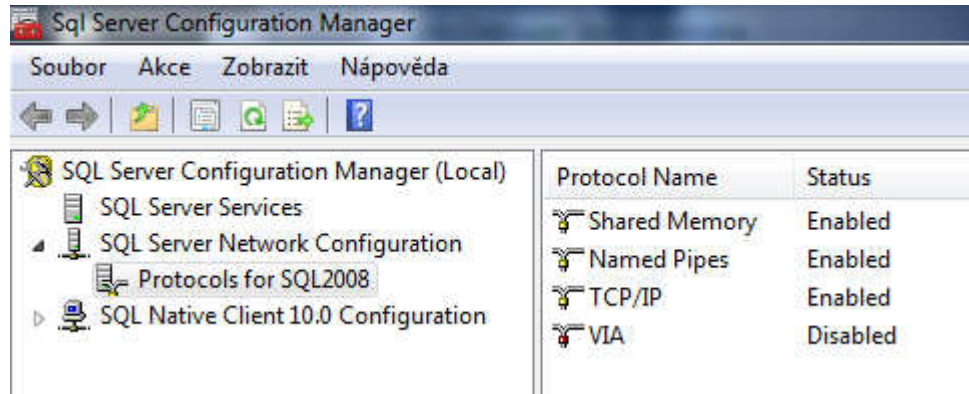 Sql Server Configuration Manager
Soubor Akce Zobrazit Nápověda
SQL Server Configuration Manager (Local)
SQL Server Services
SQL Server Network Configuration
Protocols for SQL2008
SQL Native Client 10.0 Configuration
Protocol Name Status
Shared Memory Enabled
Named Pipes Enabled
TCP/IP Enabled
VIA Disabled